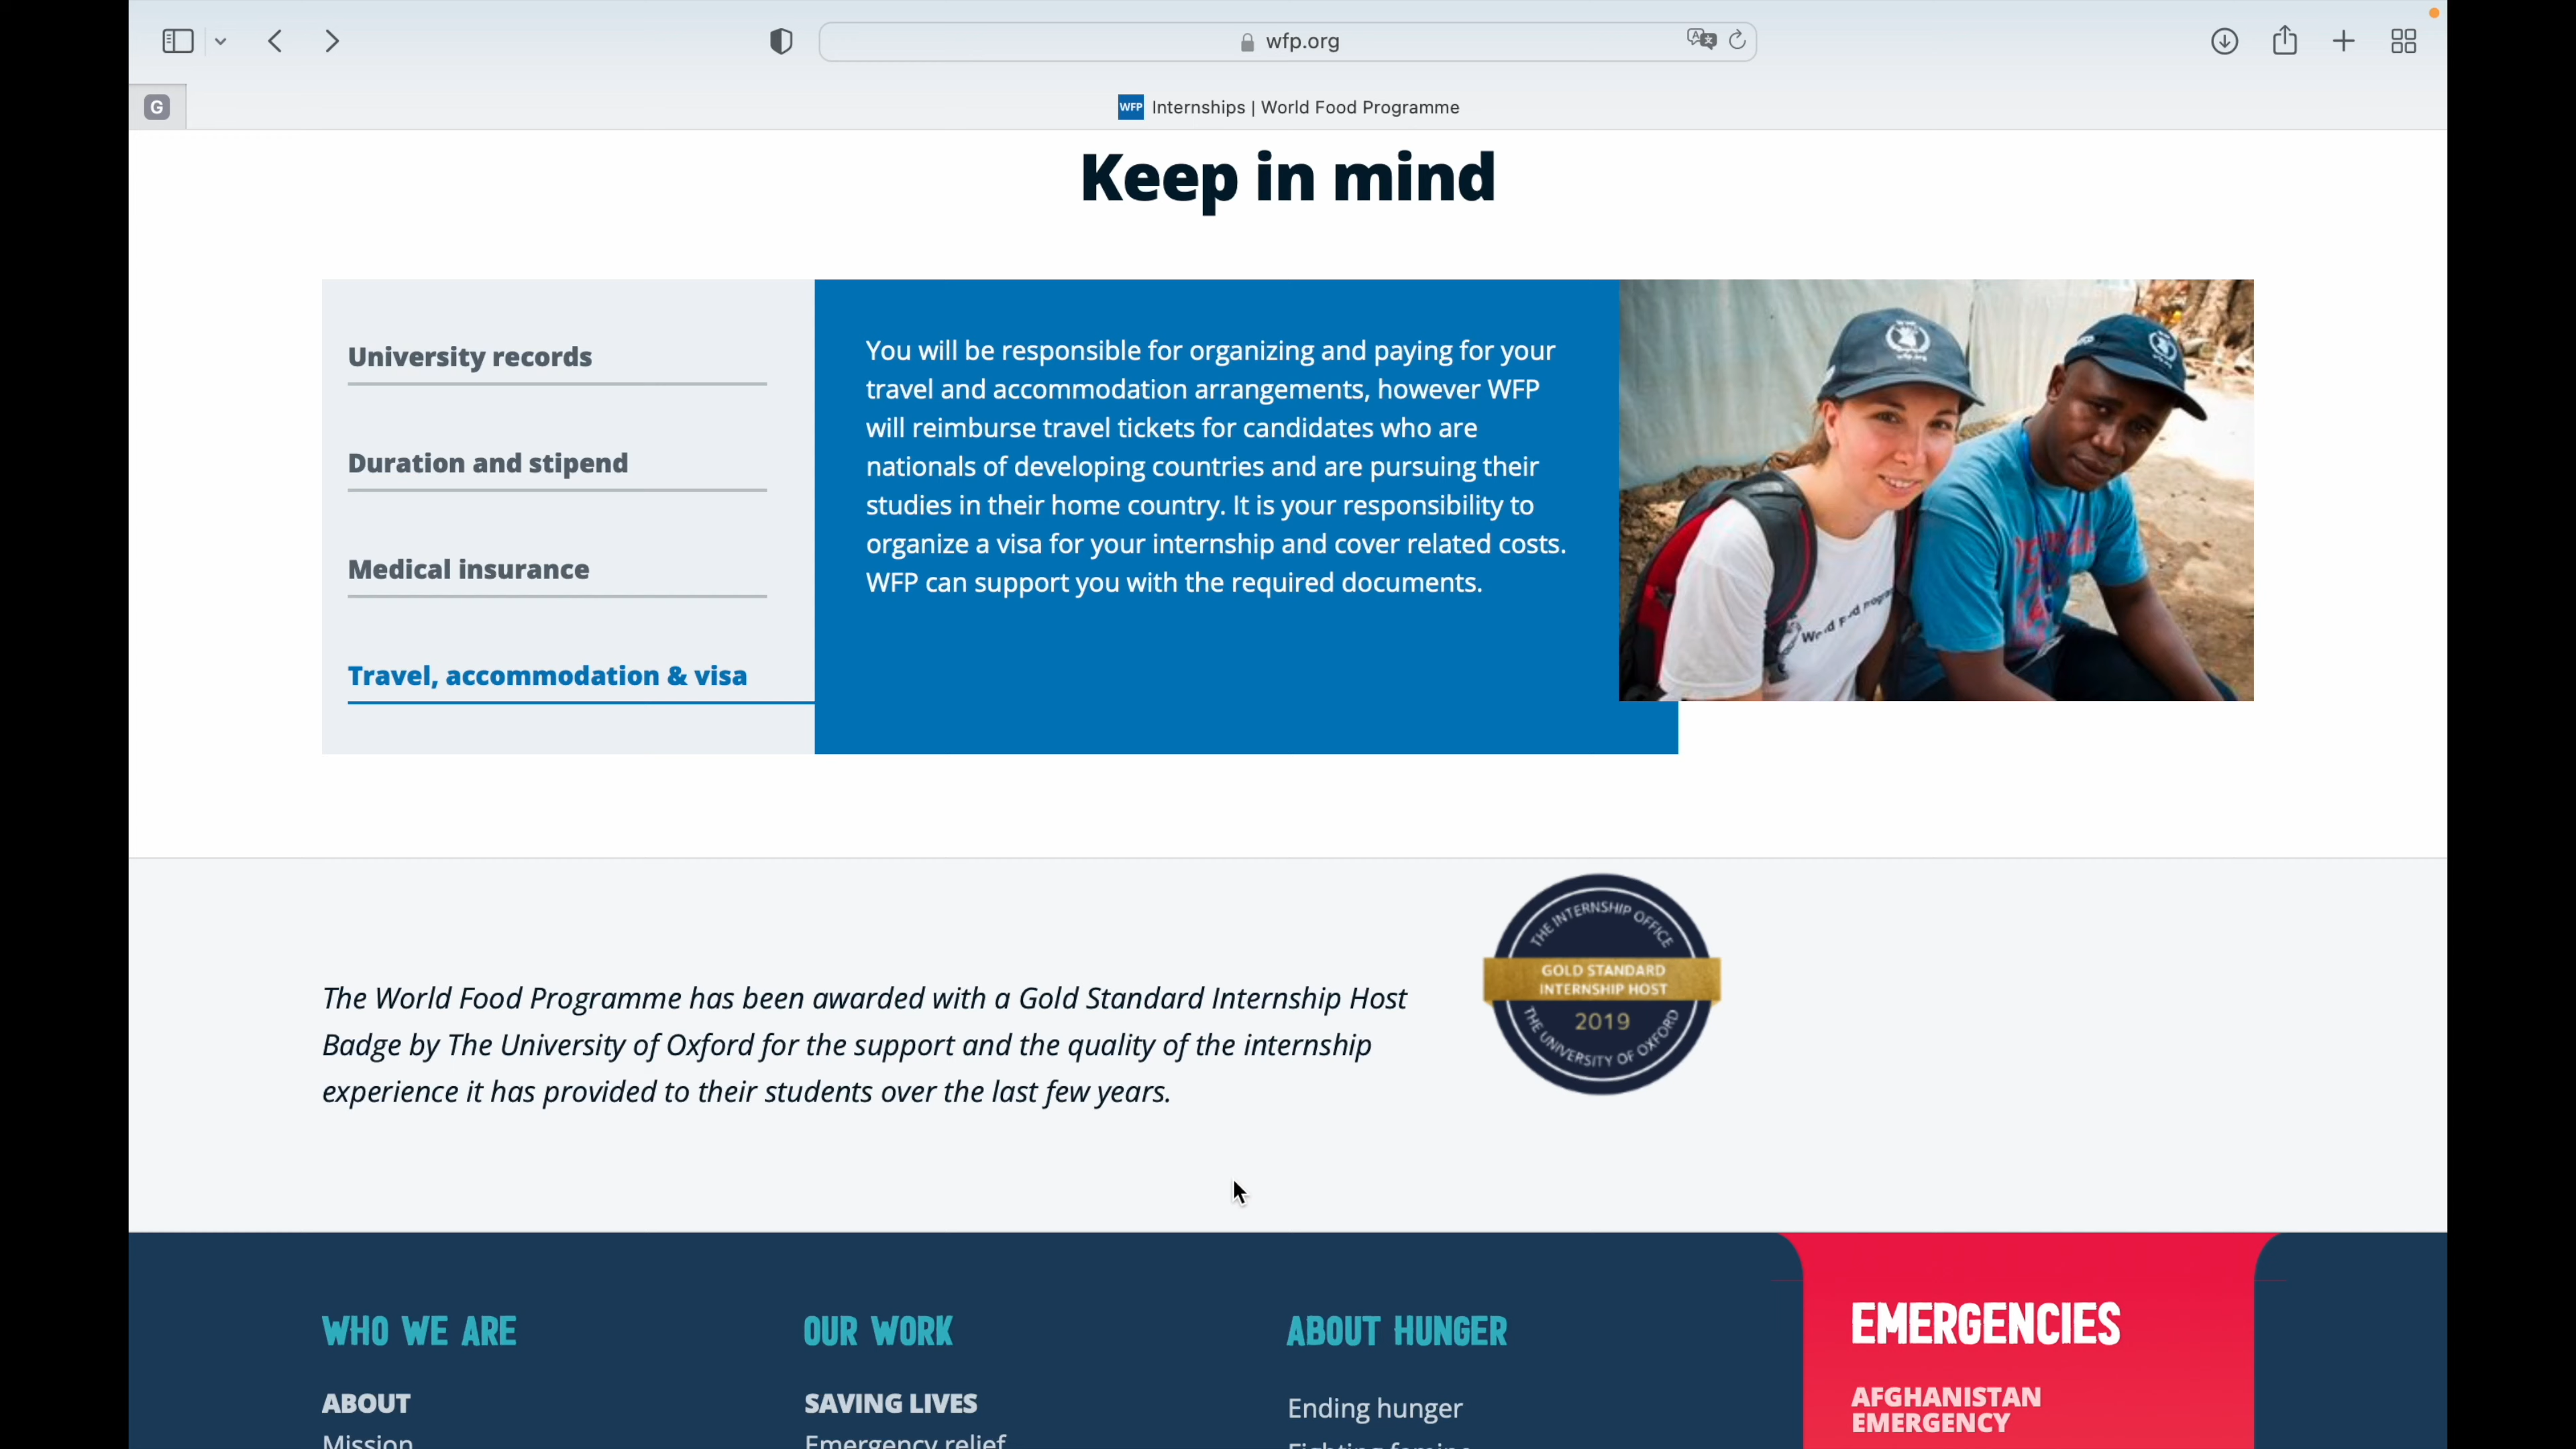 wfp.org
G
WFP Internships | World Food Programme
Keep in mind
University records
Duration and stipend
Medical insurance
Travel, accommodation & visa
You will be responsible for organizing and paying for your
travel and accommodation arrangements, however WFP
will reimburse travel tickets for candidates who are
nationals of developing countries and are pursuing their
studies in their home country. It is your responsibility to
organize a visa for your internship and cover related costs.
WFP can support you with the required documents.
wfp.org
World Food
The World Food Programme has been awarded with a Gold Standard Internship Host
Badge by The University of Oxford for the support and the quality of the internship
experience it has provided to their students over the last few years.
THE INTERNSHIP OFFICE
GOLD STANDARD
INTERNSHIP HOST
2019
THE UNIVERSITY OF OXFORD
WHO WE ARE
ABOUT
Mission
OUR WORK
SAVING LIVES
Emergency relief
ABOUT HUNGER
Ending hunger
Fighting famine
EMERGENCIES
AFGHANISTAN
EMERGENCY